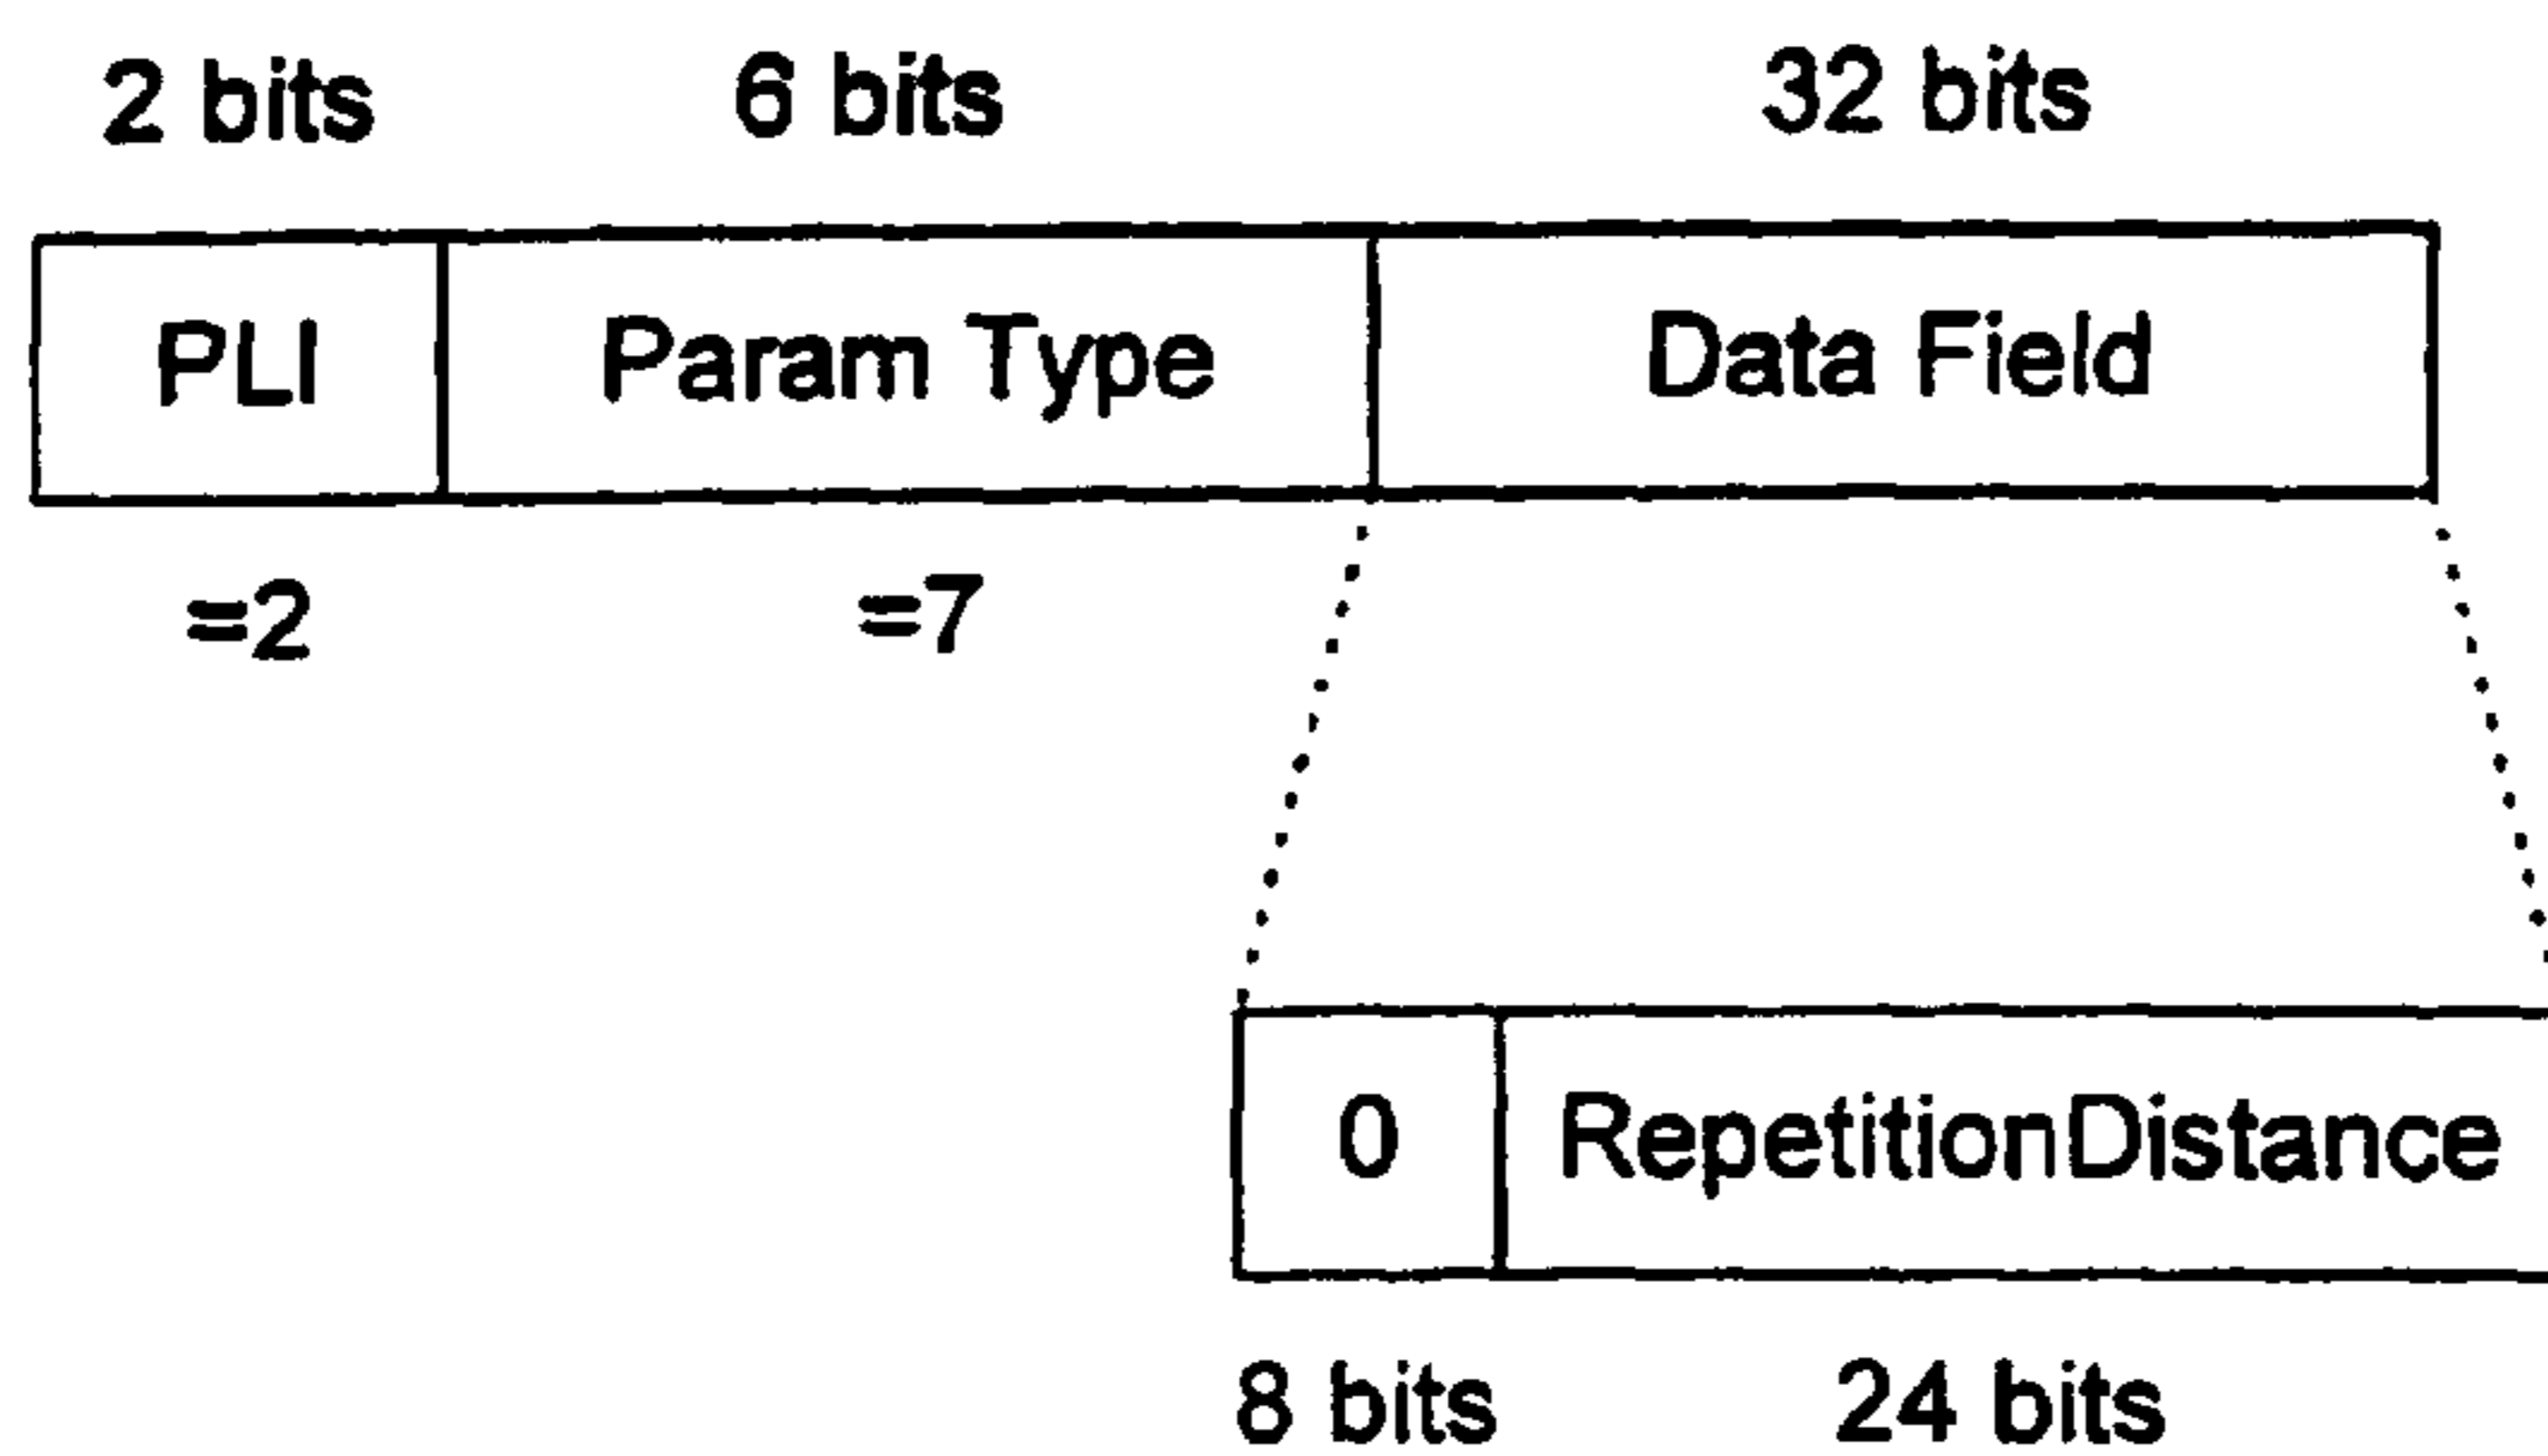 2 bits 6 bits 32 bits
PLI Param Type Data Field
=2 =7
0 RepetitionDistance
8 bits 24 bits